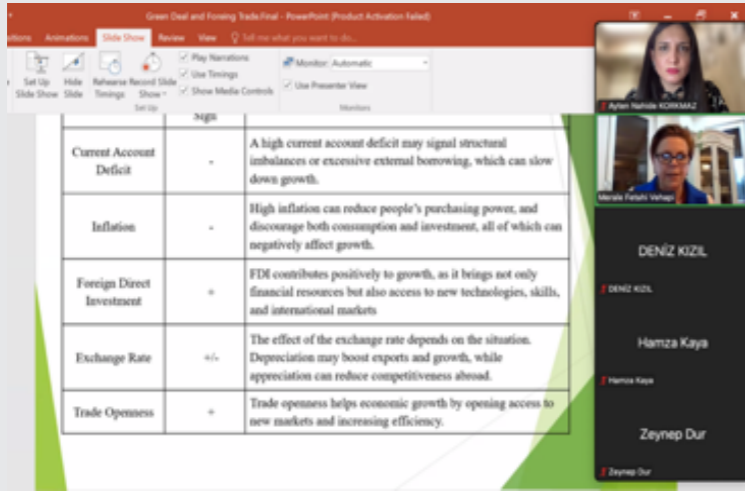 Green Deal and Foreing Trade.Final - PowerPoint (Product Activation Failed)
Animations Slide Show Review View Tell me what you want to do...
Set Up Slide Show
Hide Slide
Rehearse Timings
Record Slide Show
Play Narrations
Use Timings
Show Media Controls
Set Up
Monitor: Automatic
Use Presenter View
Monitors
Sign
Current Account Deficit
-
A high current account deficit may signal structural
imbalances or excessive external borrowing, which can slow
down growth.
Inflation
-
High inflation can reduce people's purchasing power, and
discourage both consumption and investment, all of which can
negatively affect growth.
Foreign Direct Investment
+
FDI contributes positively to growth, as it brings not only
financial resources but also access to new technologies, skills,
and international markets
Exchange Rate
+/-
The effect of the exchange rate depends on the situation.
Depreciation may boost exports and growth, while
appreciation can reduce competitiveness abroad.
Trade Openness
+
Trade openness helps economic growth by opening access to
new markets and increasing efficiency.
Ayten Nahide KORKMAZ
Merale Fetahi Vehapi
DENİZ KIZIL
DENİZ KIZIL
Hamza Kaya
Hamza Kaya
Zeynep Dur
Zeynep Dur